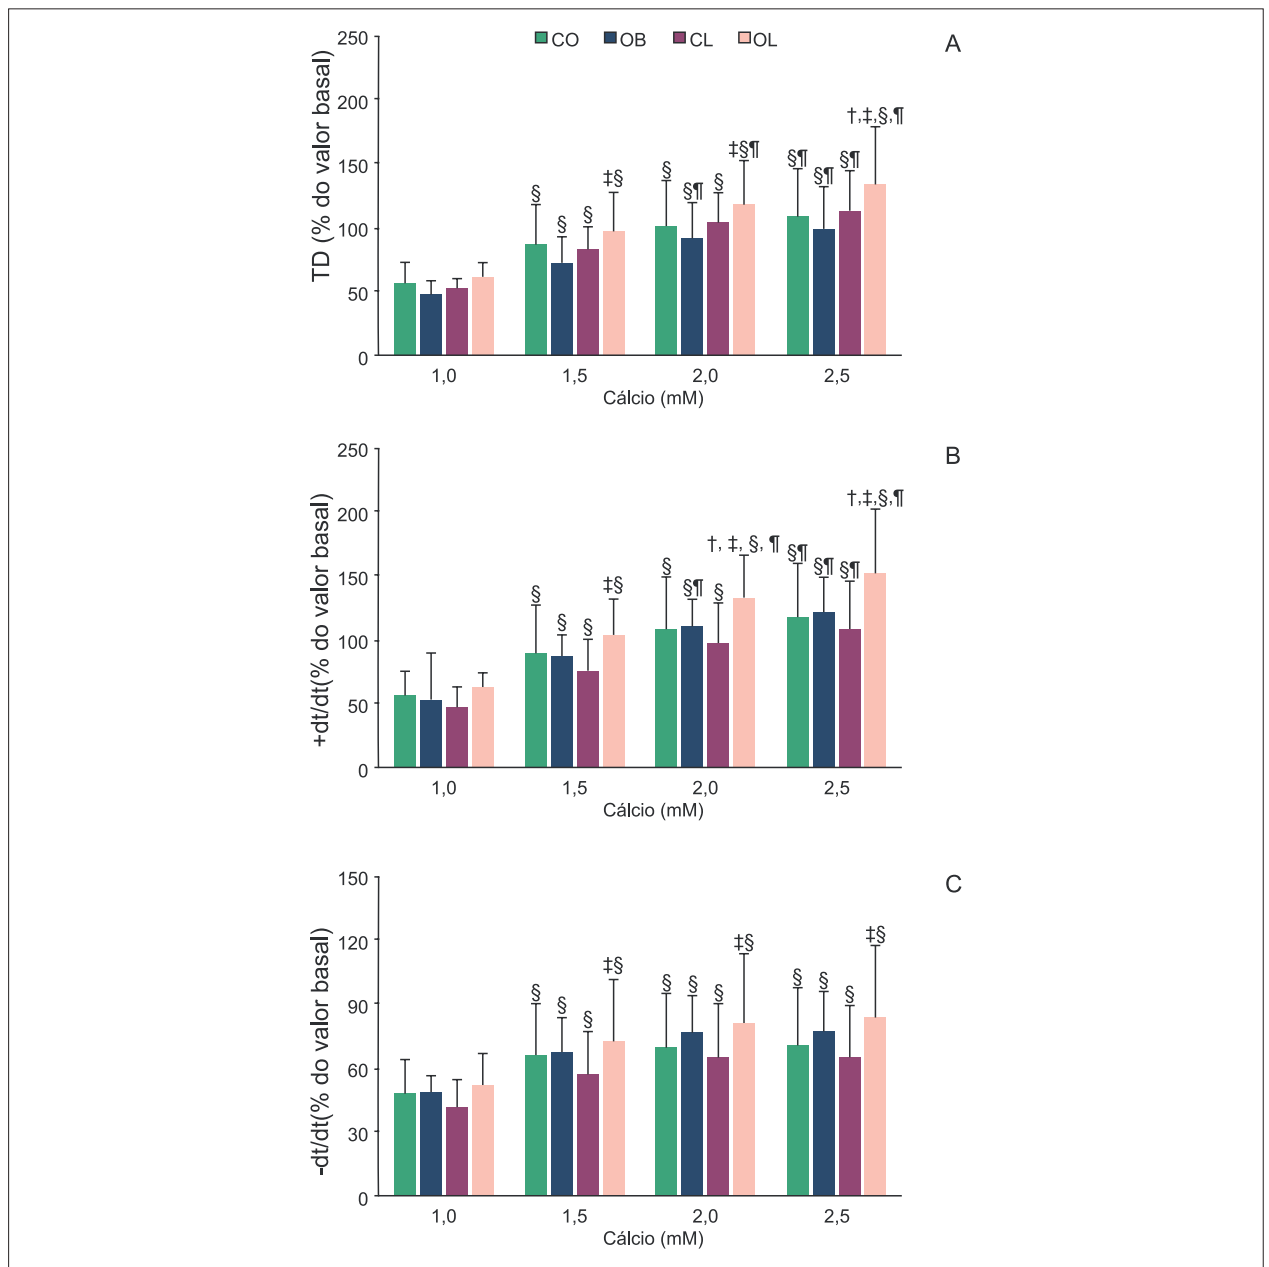 CO OB CL OL
A
TD (% do valor basal)
250
200
150
100
50
0
§ § § ‡§
§ §¶ § ‡§¶
§¶ §¶ §¶ †,‡,§,¶
1,0 1,5 2,0 2,5
Cálcio (mM)
B
+dt/dt(% do valor basal)
250
200
150
100
50
0
§ § § ‡§
§ §¶ § †, ‡, §, ¶
§¶ §¶ §¶ †,‡,§,¶
1,0 1,5 2,0 2,5
Cálcio (mM)
C
-dt/dt(% do valor basal)
150
120
90
60
30
0
§ § § ‡§
§ § § ‡§
§ § § ‡§
1,0 1,5 2,0 2,5
Cálcio (mM)